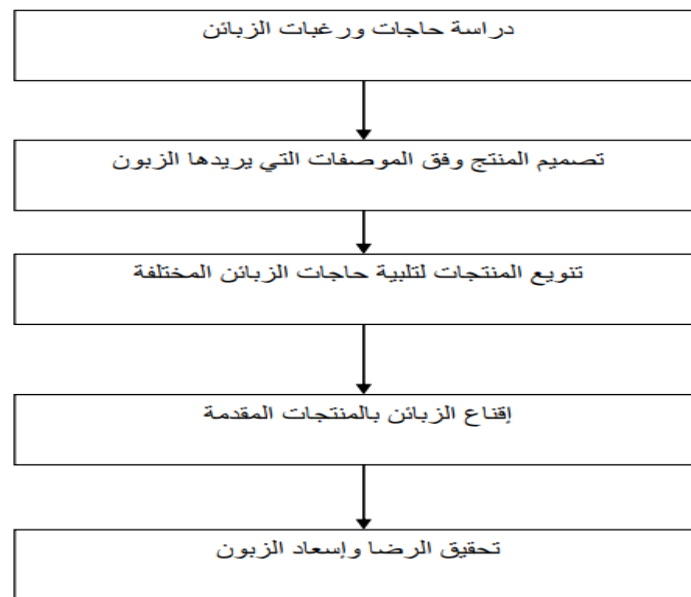 دراسة حاجات ورغبات الزبائن
تصميم المنتج وفق الموصفات التي يريدها الزبون
تنويع المنتجات لتلبية حاجات الزبائن المختلفة
إقناع الزبائن بالمنتجات المقدمة
تحقيق الرضا وإسعاد الزبون